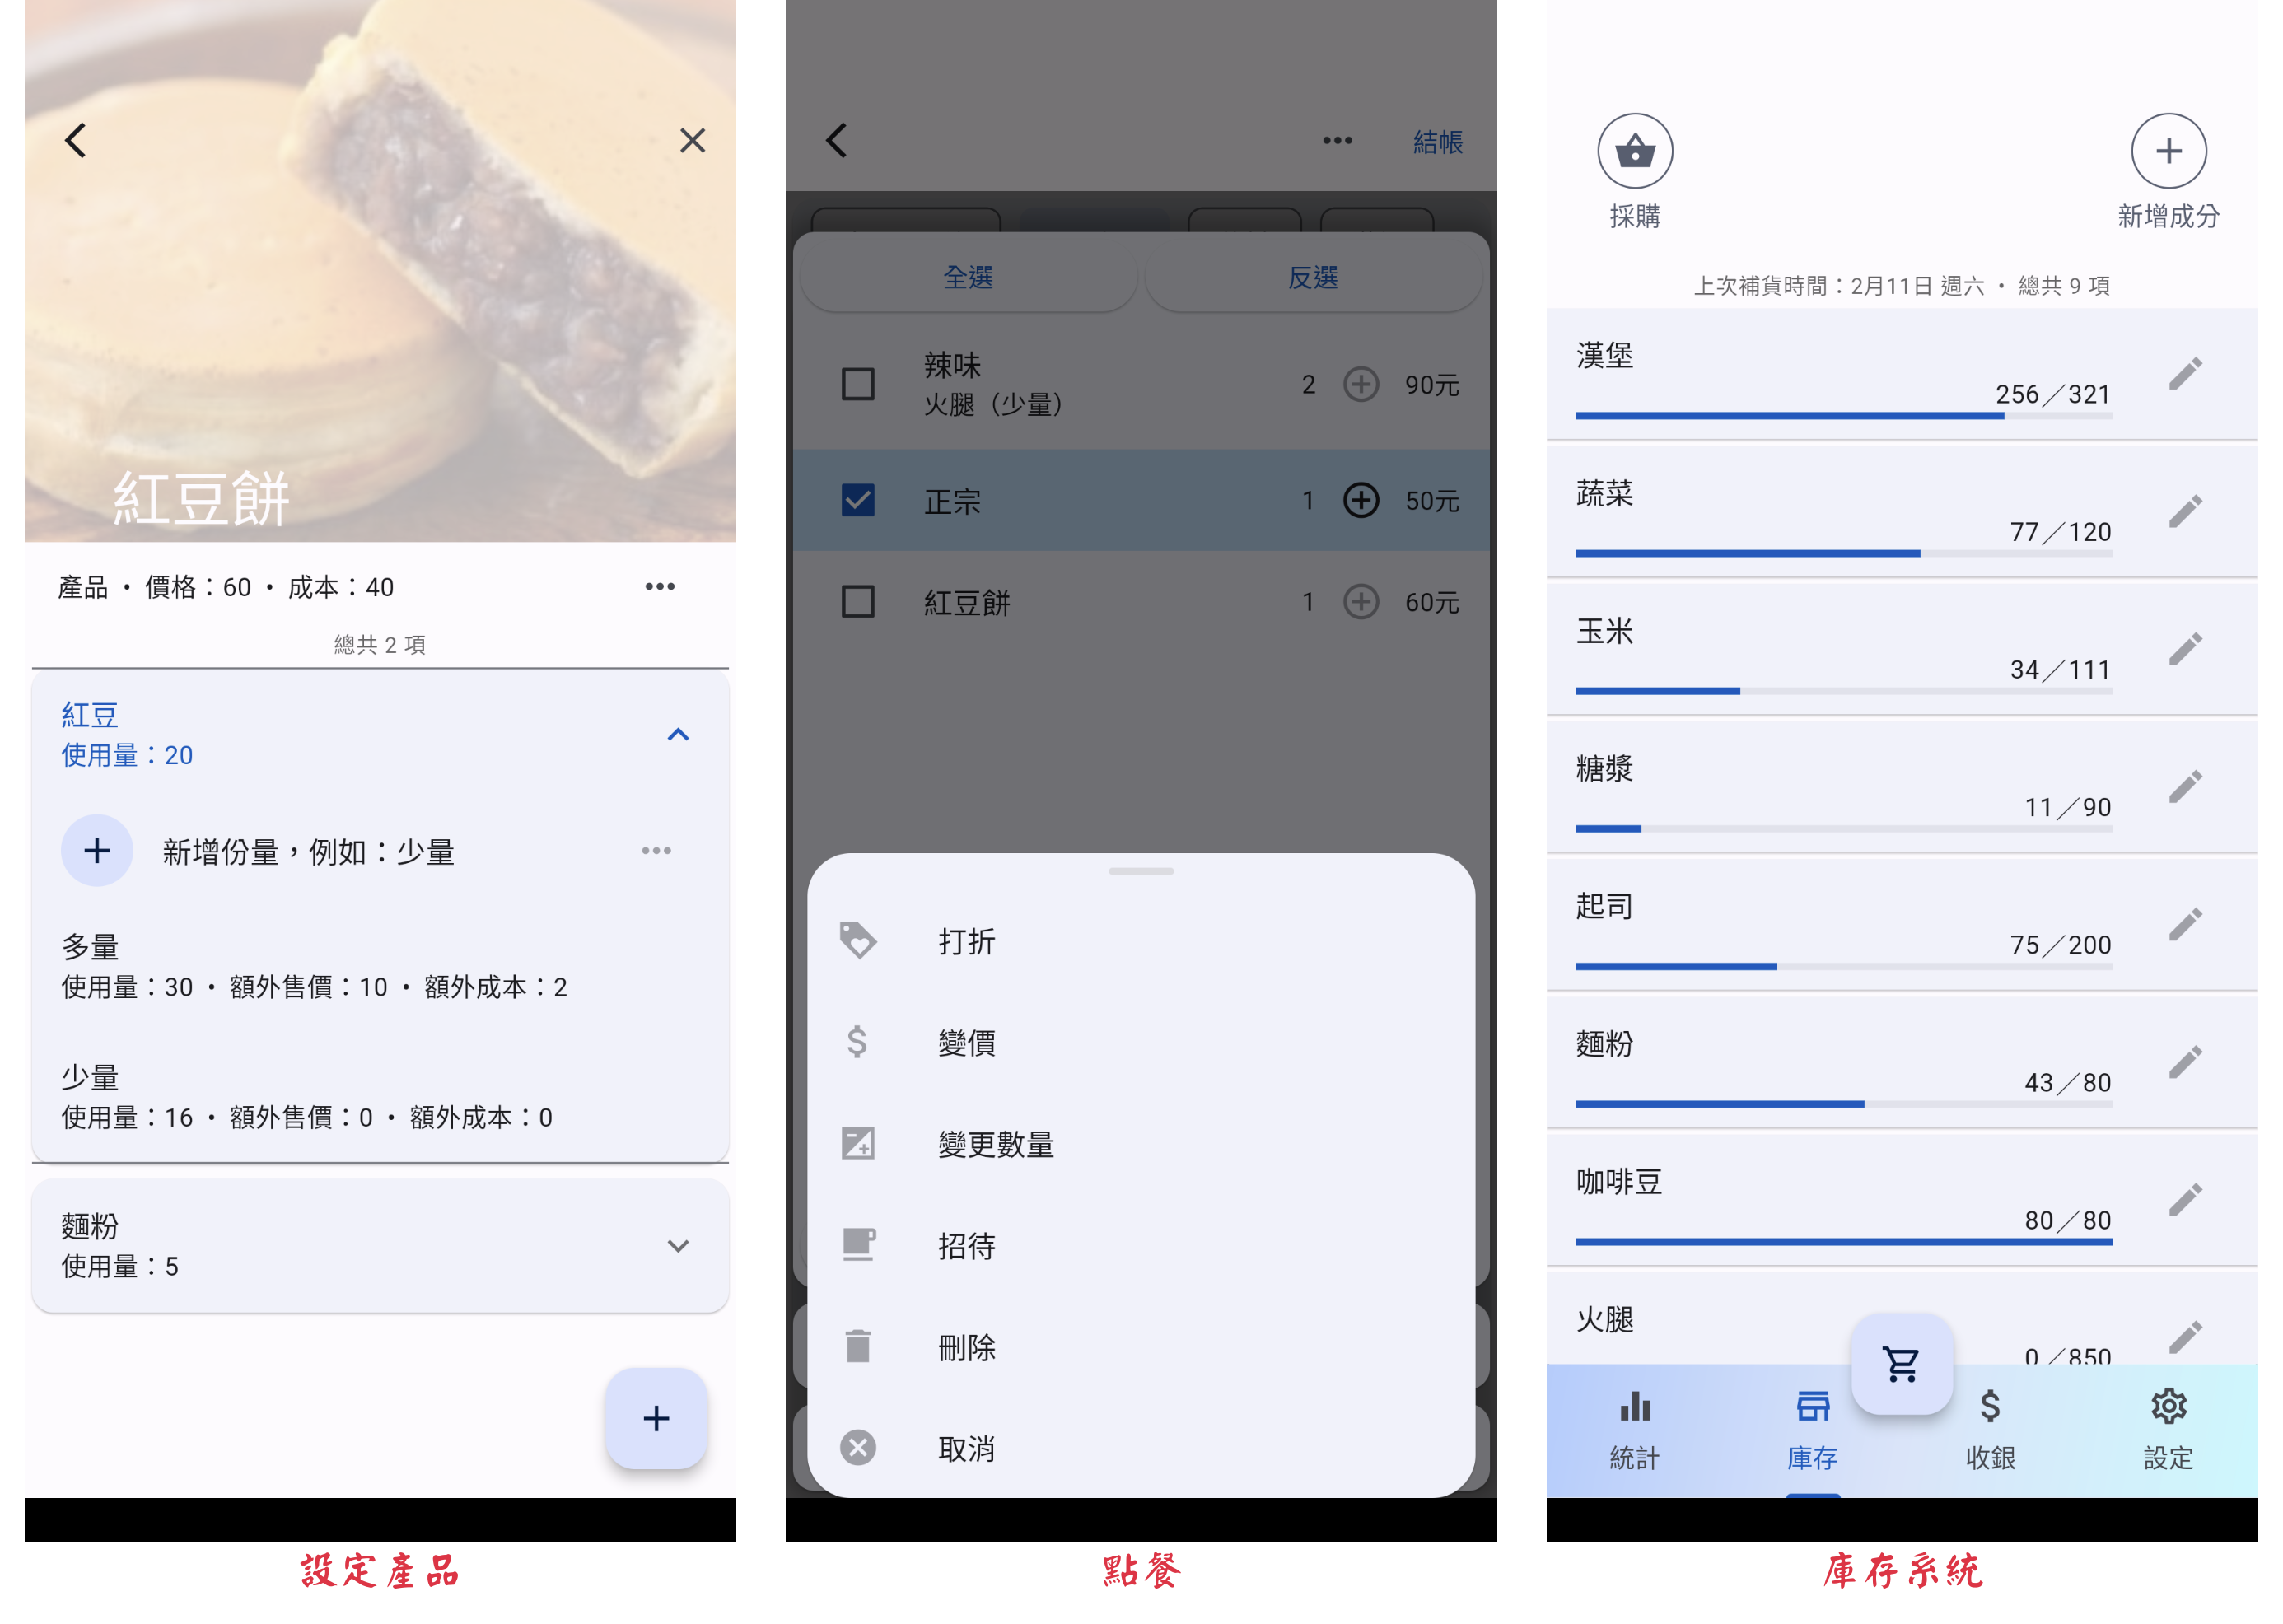 紅豆餅
產品 • 價格：60 • 成本：40
總共 2 項
紅豆
使用量：20
新增份量，例如：少量
多量
使用量：30 • 額外售價：10 • 額外成本：2
少量
使用量：16 • 額外售價：0 • 額外成本：0
麵粉
使用量：5
設定產品
結帳
全選
反選
辣味
2
90元
火腿（少量）
正宗
1
50元
紅豆餅
1
60元
打折
變價
變更數量
招待
刪除
取消
點餐
採購
新增成分
上次補貨時間：2月11日 週六 • 總共 9 項
漢堡
256／321
蔬菜
77／120
玉米
34／111
糖漿
11／90
起司
75／200
麵粉
43／80
咖啡豆
80／80
火腿
0／850
統計
庫存
收銀
設定
庫存系統